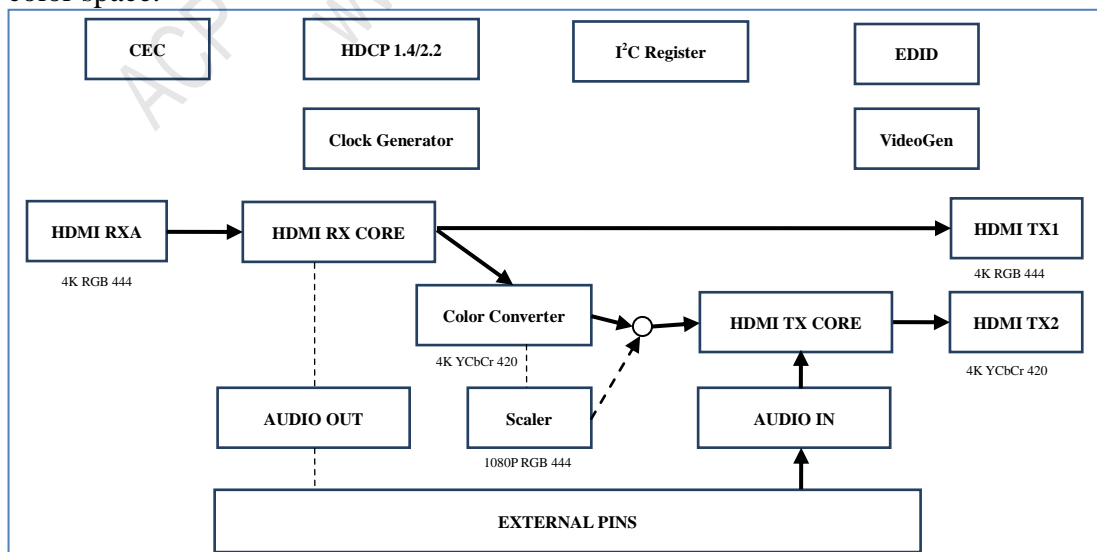 color space.
CEC
HDCP 1.4/2.2
I²C Register
EDID
Clock Generator
VideoGen
HDMI RXA
HDMI RX CORE
HDMI TX1
4K RGB 444
4K RGB 444
Color Converter
HDMI TX CORE
HDMI TX2
4K YCbCr 420
4K YCbCr 420
AUDIO OUT
Scaler
AUDIO IN
1080P RGB 444
EXTERNAL PINS
ACP